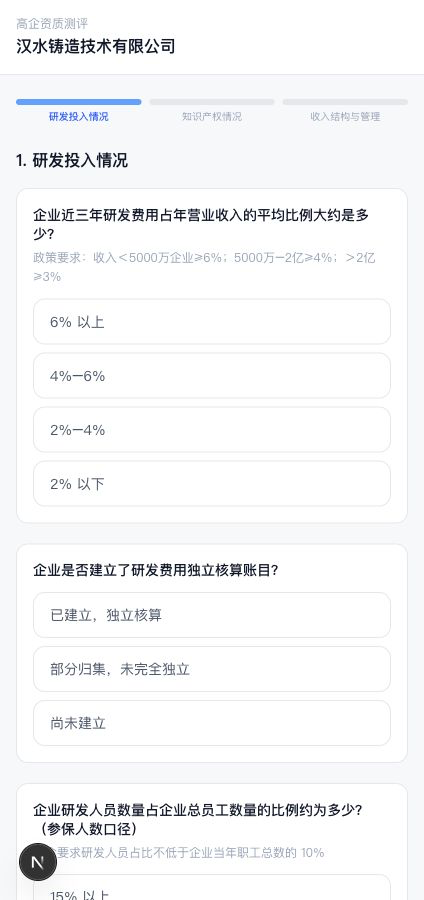 高企资质测评
汉水铸造技术有限公司
研发投入情况
知识产权情况
收入结构与管理
1. 研发投入情况
企业近三年研发费用占年营业收入的平均比例大约是多
少？
政策要求：收入＜5000万企业≥6%；5000万—2亿≥4%；＞2亿
≥3%
6% 以上
4%—6%
2%—4%
2% 以下
企业是否建立了研发费用独立核算账目？
已建立，独立核算
部分归集，未完全独立
尚未建立
企业研发人员数量占企业总员工数量的比例约为多少？
（参保人数口径）
要求研发人员占比不低于企业当年职工总数的 10%
N
15% 以上